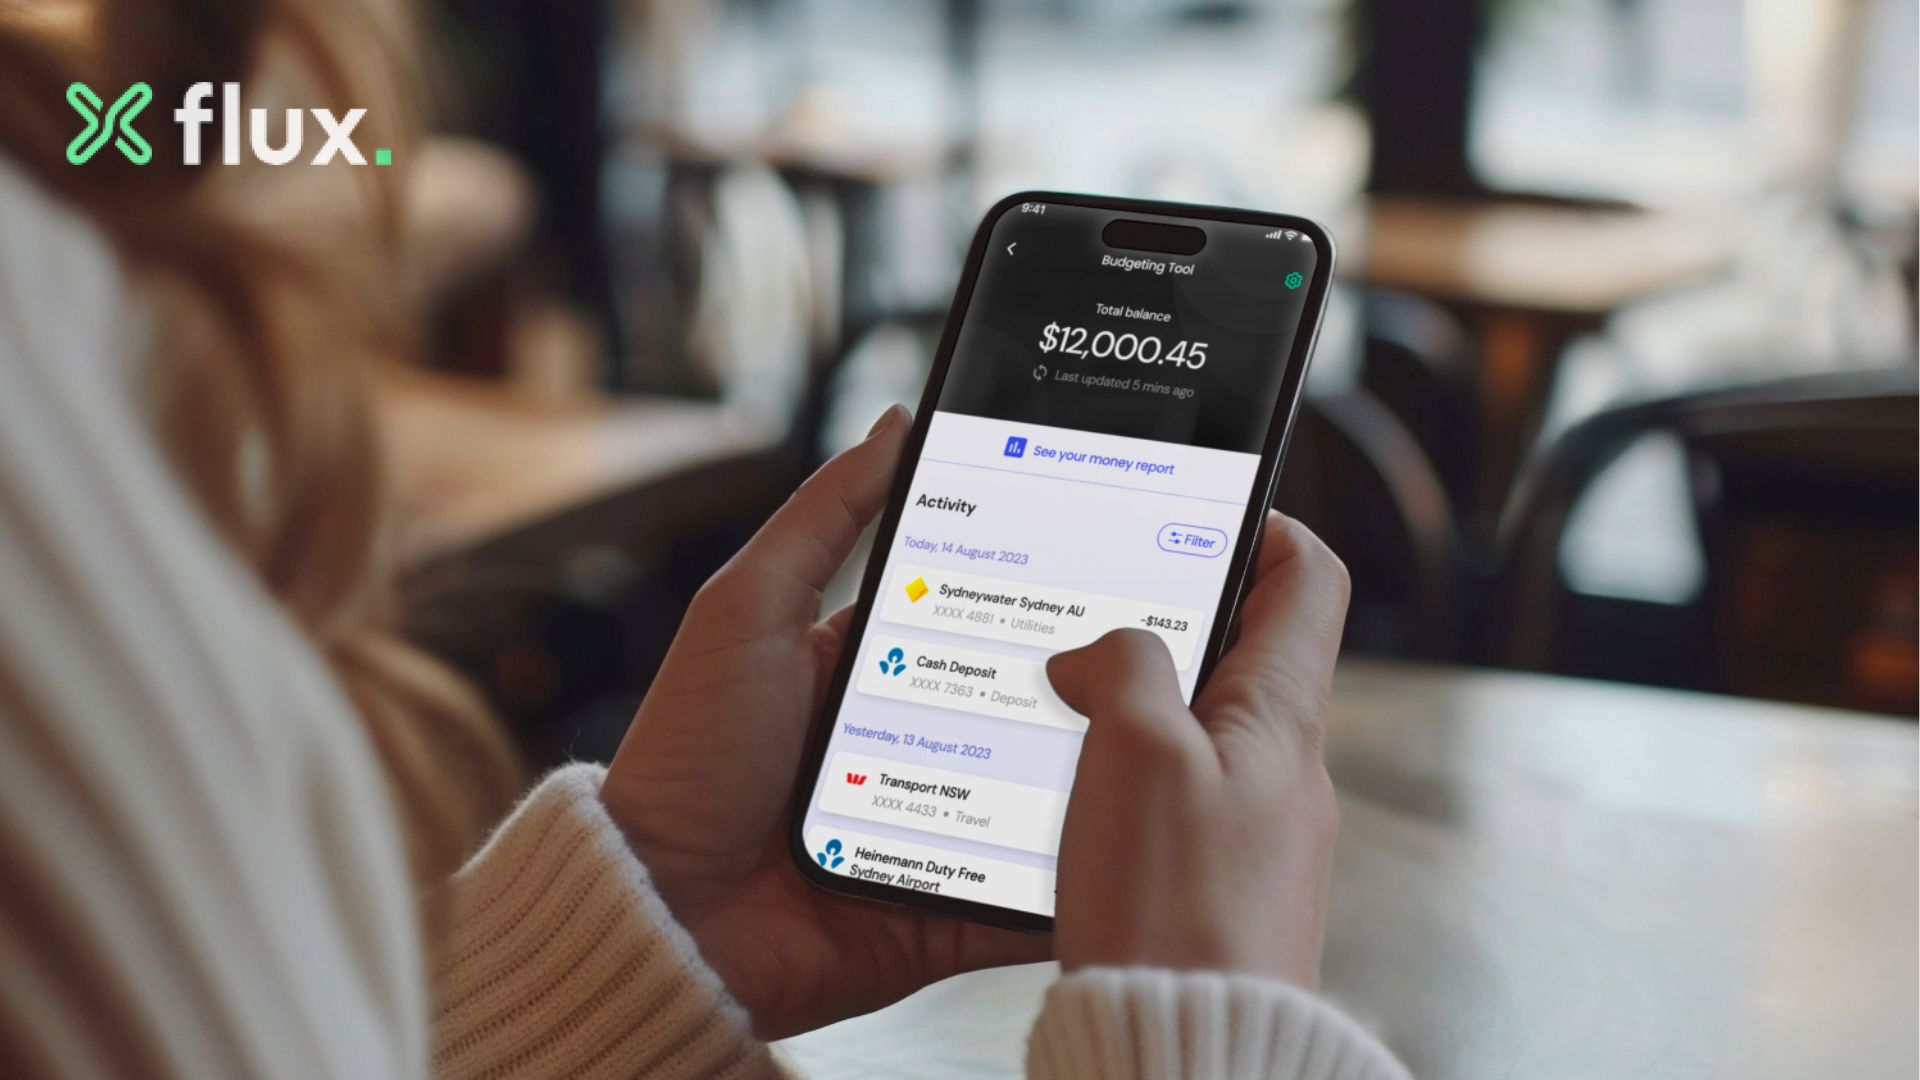 flux.
9:41
Budgeting Tool
Total balance
$12,000.45
Last updated 5 mins ago
See your money report
Activity
Filter
Today, 14 August 2023
Sydneywater Sydney AU
-$143.23
XXXX 4881 • Utilities
Cash Deposit
XXXX 7363 • Deposit
Yesterday, 13 August 2023
Transport NSW
XXXX 4433 • Travel
Heinemann Duty Free
Sydney Airport